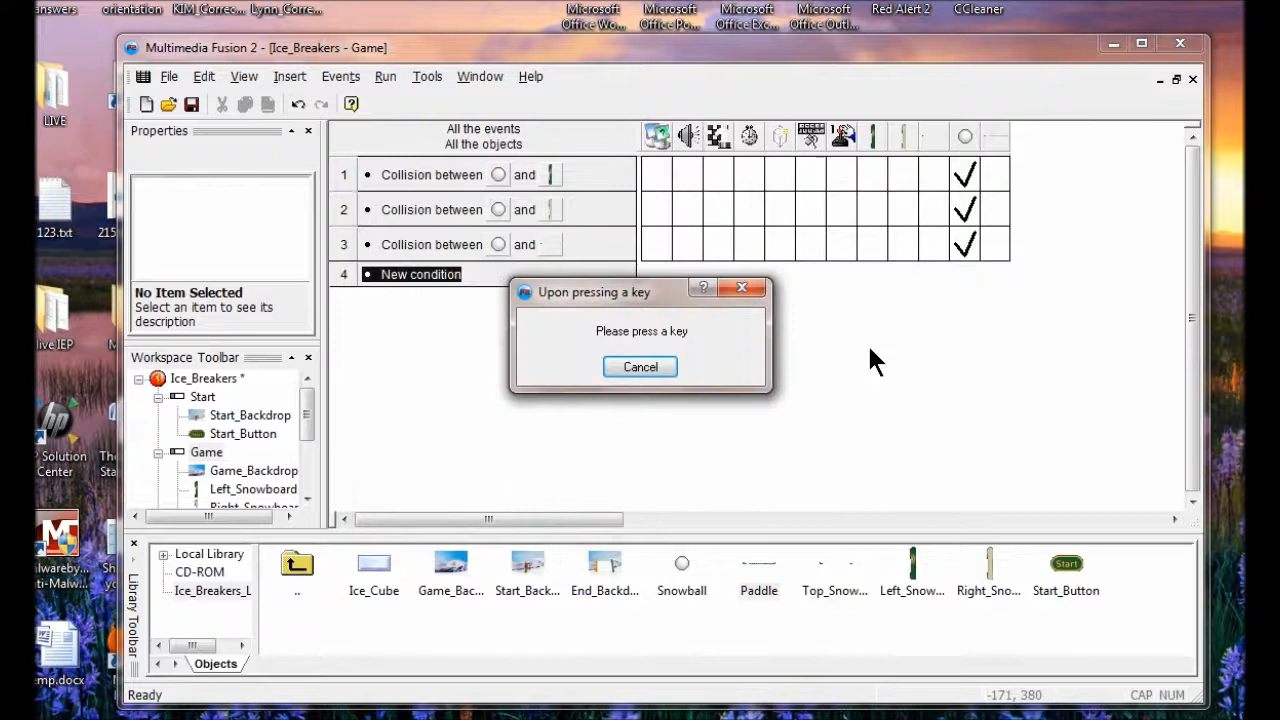 answers
orientation
KIM_Correc...
Lynn_Corre...
Microsoft
Office Wo...
Microsoft
Office Po...
Microsoft
Office Exc...
Microsoft
Office Outl...
Red Alert 2
CCleaner
Multimedia Fusion 2 - [Ice_Breakers - Game]
File Edit View Insert Events Run Tools Window Help
LIVE
Properties
No Item Selected
Select an item to see its
description
All the events
All the objects
1 • Collision between and
2 • Collision between and
3 • Collision between and
4 • New condition
Upon pressing a key
Please press a key
Cancel
123.txt
215
live IEP
Workspace Toolbar
Ice_Breakers *
Start
Start_Backdrop
Start_Button
Game
Game_Backdrop
Left_Snowboard
Right_Snowboar
P Solution
Center
Local Library
CD-ROM
Ice_Breakers_L
Library Toolbar
..
Ice_Cube
Game_Bac...
Start_Back...
End_Backd...
Snowball
Paddle
Top_Snow...
Left_Snow...
Right_Sno...
Start
Start_Button
Objects
alwareby...
ti-Malw...
emp.docx
Ready
-171, 380
CAP NUM